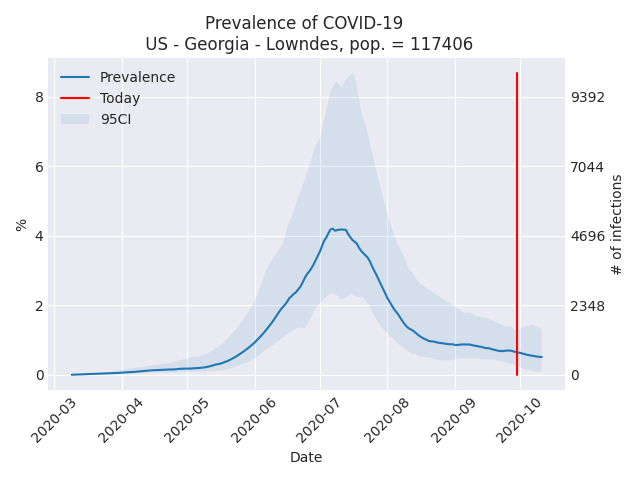 Prevalence of COVID-19
US - Georgia - Lowndes, pop. = 117406
Prevalence
Today
95CI
8
6
4
2
0
%
9392
7044
4696
2348
0
# of infections
2020-03
2020-04
2020-05
2020-06
2020-07
2020-08
2020-09
2020-10
Date